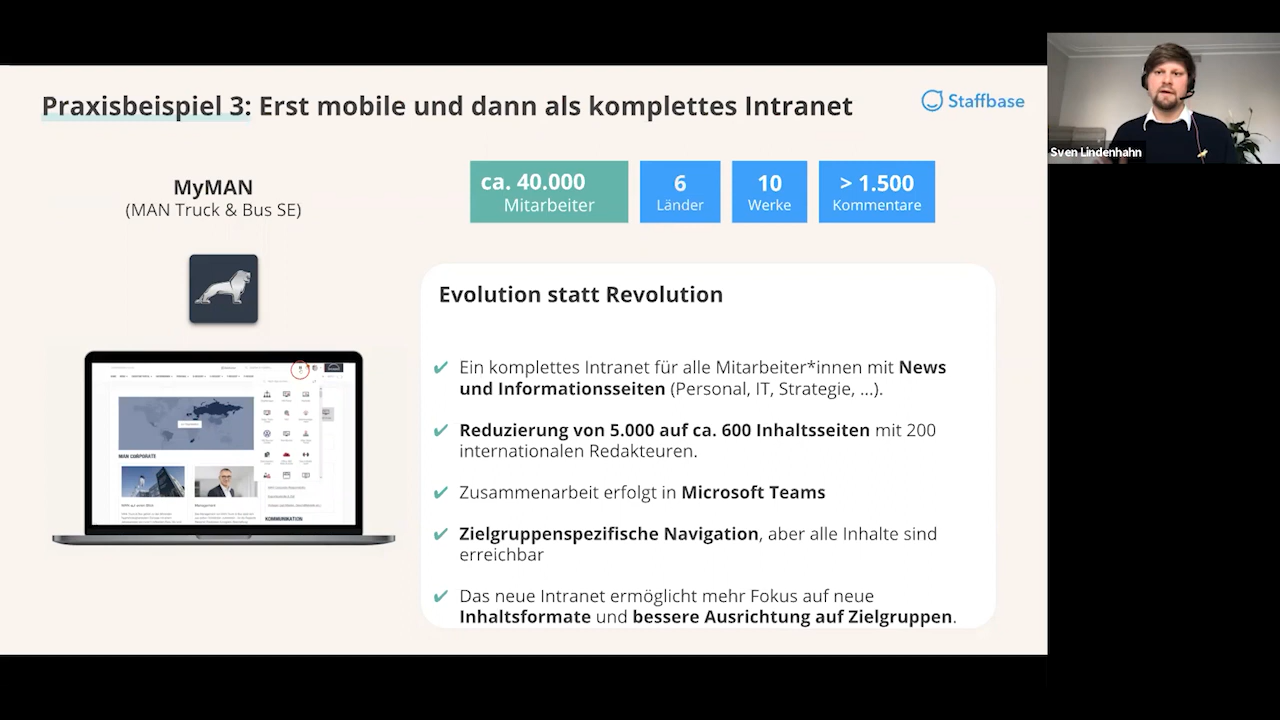 Praxisbeispiel 3: Erst mobile und dann als komplettes Intranet
Staffbase
Sven Lindenhahn
MyMAN
(MAN Truck & Bus SE)
ca. 40.000
Mitarbeiter
6
Länder
10
Werke
> 1.500
Kommentare
Evolution statt Revolution
✔ Ein komplettes Intranet für alle Mitarbeiter*innen mit News
und Informationsseiten (Personal, IT, Strategie, ...).
✔ Reduzierung von 5.000 auf ca. 600 Inhaltsseiten mit 200
internationalen Redakteuren.
✔ Zusammenarbeit erfolgt in Microsoft Teams
✔ Zielgruppenspezifische Navigation, aber alle Inhalte sind
erreichbar
✔ Das neue Intranet ermöglicht mehr Fokus auf neue
Inhaltsformate und bessere Ausrichtung auf Zielgruppen.
MAN CORPORATE
Management
KOMMUNIKATION